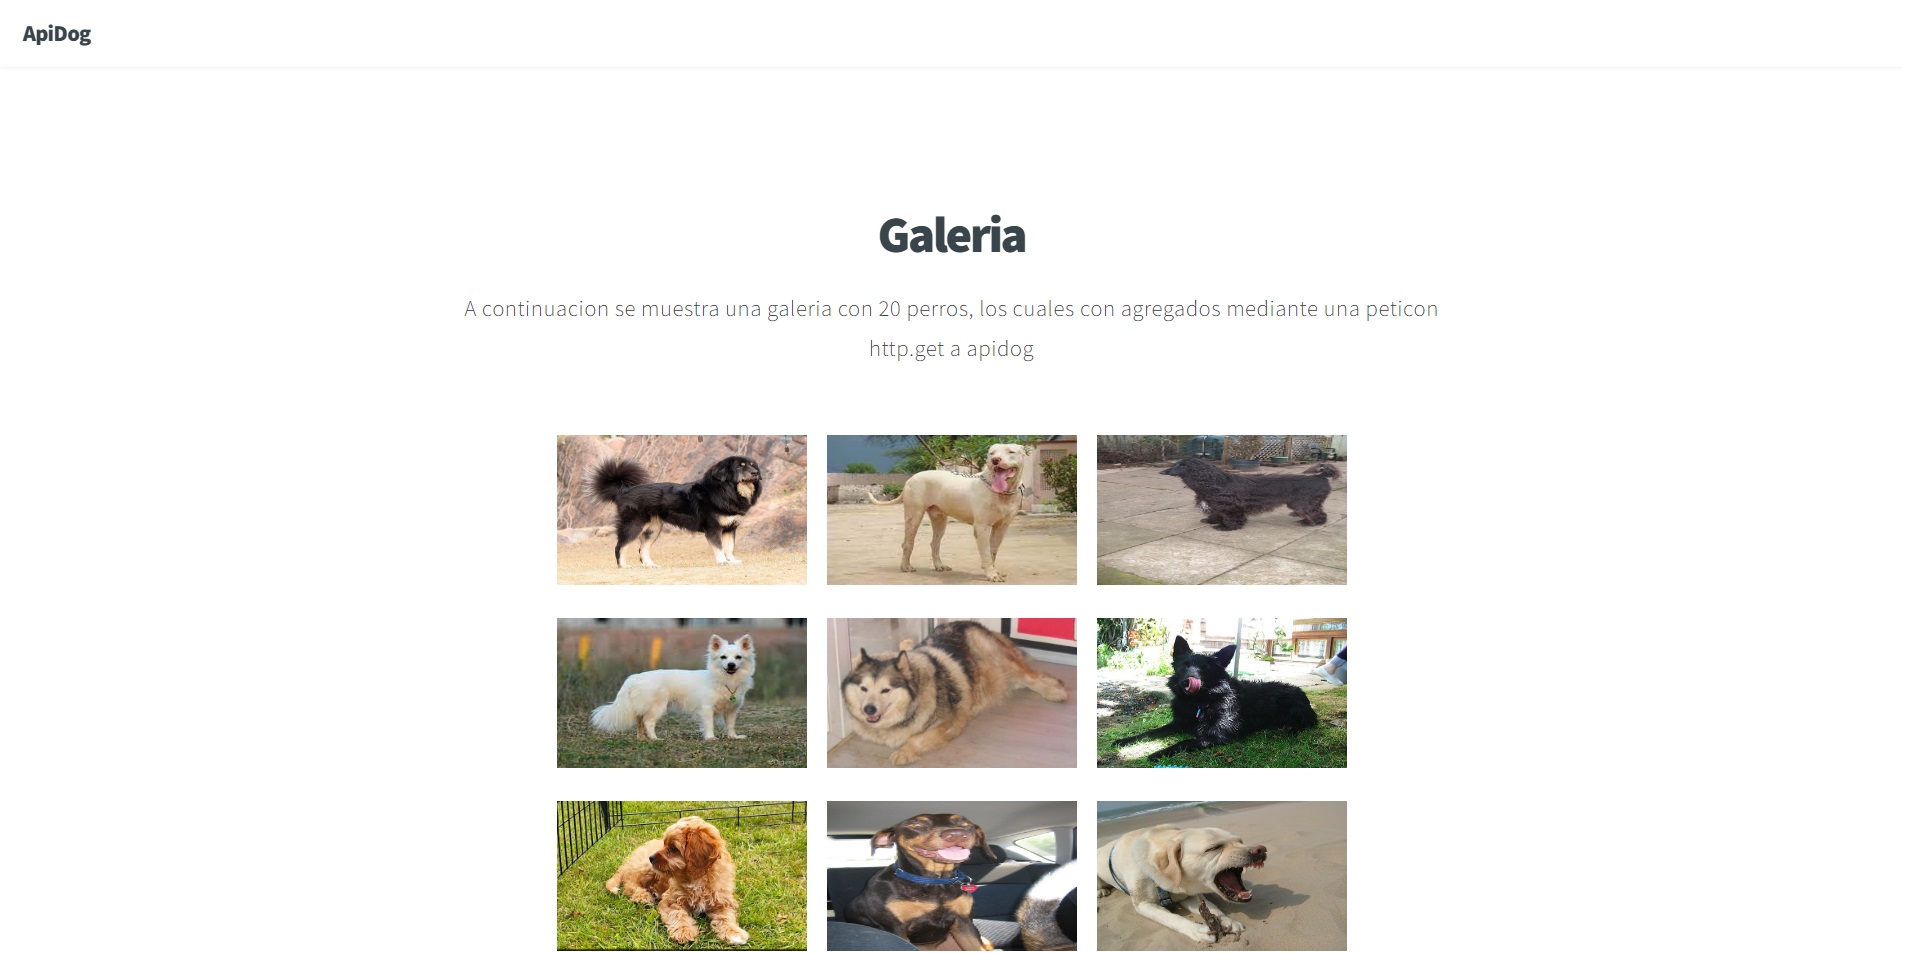 ApiDog
Galeria
A continuacion se muestra una galeria con 20 perros, los cuales con agregados mediante una peticon
http.get a apidog